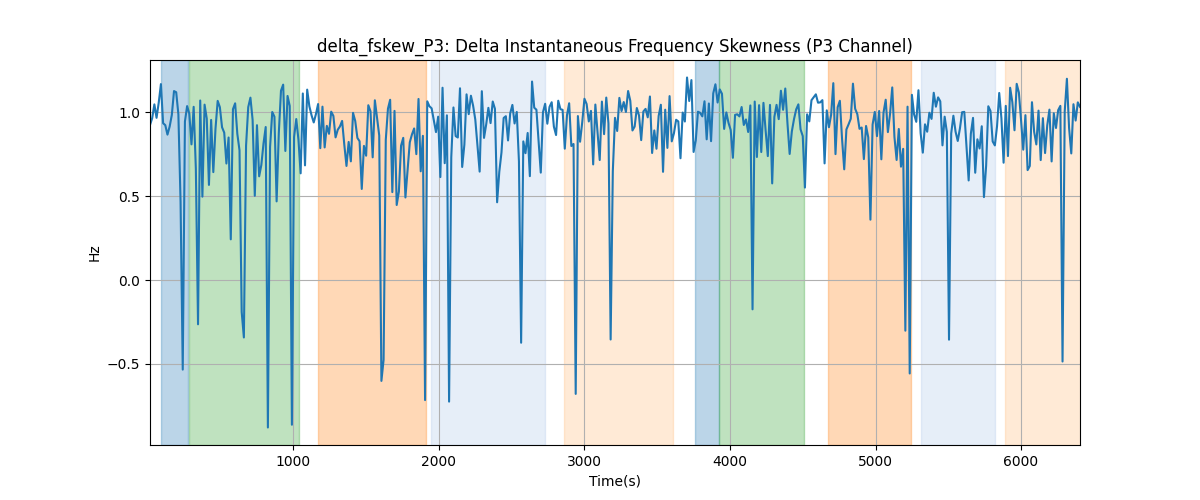 delta_fskew_P3: Delta Instantaneous Frequency Skewness (P3 Channel)
1.0
0.5
0.0
−0.5
Hz
1000 2000 3000 4000 5000 6000
Time(s)